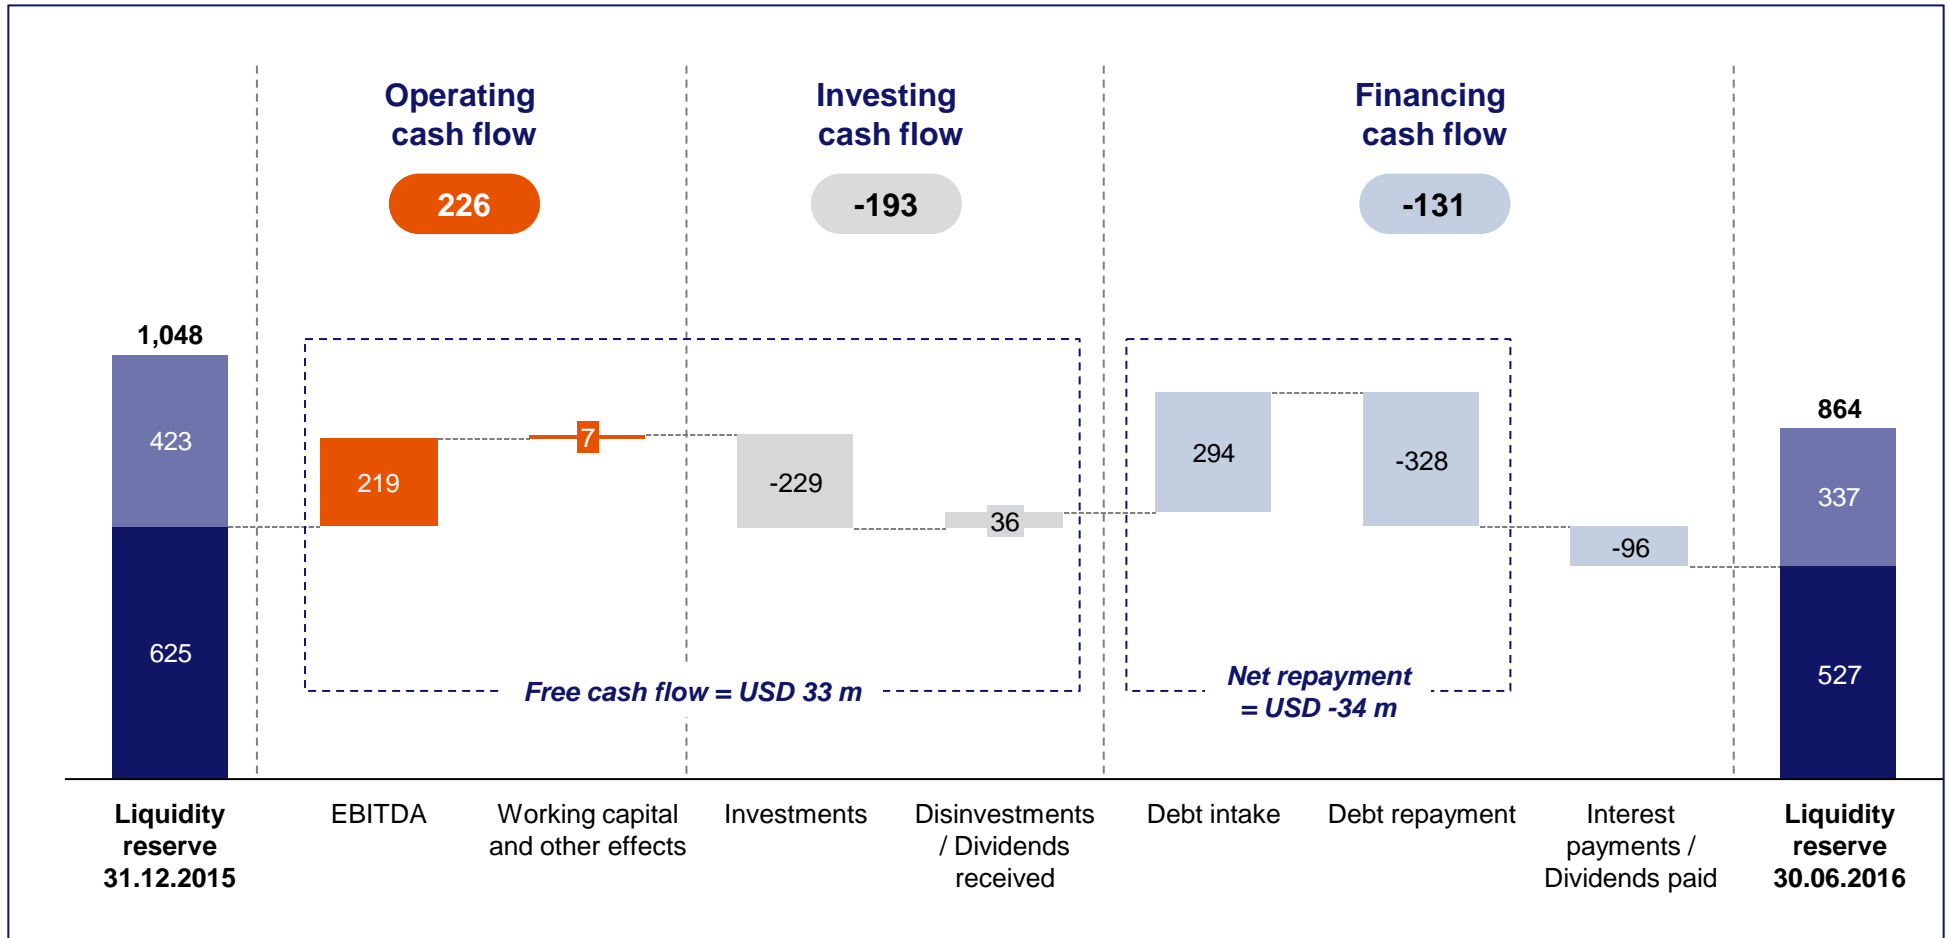 Operating
cash flow
226
Investing
cash flow
-193
Financing
cash flow
-131
1,048
423
625
219
7
-229
36
294
-328
-96
864
337
527
Free cash flow = USD 33 m
Net repayment
= USD -34 m
Liquidity
reserve
31.12.2015
EBITDA
Working capital
and other effects
Investments
Disinvestments
/ Dividends
received
Debt intake
Debt repayment
Interest
payments /
Dividends paid
Liquidity
reserve
30.06.2016